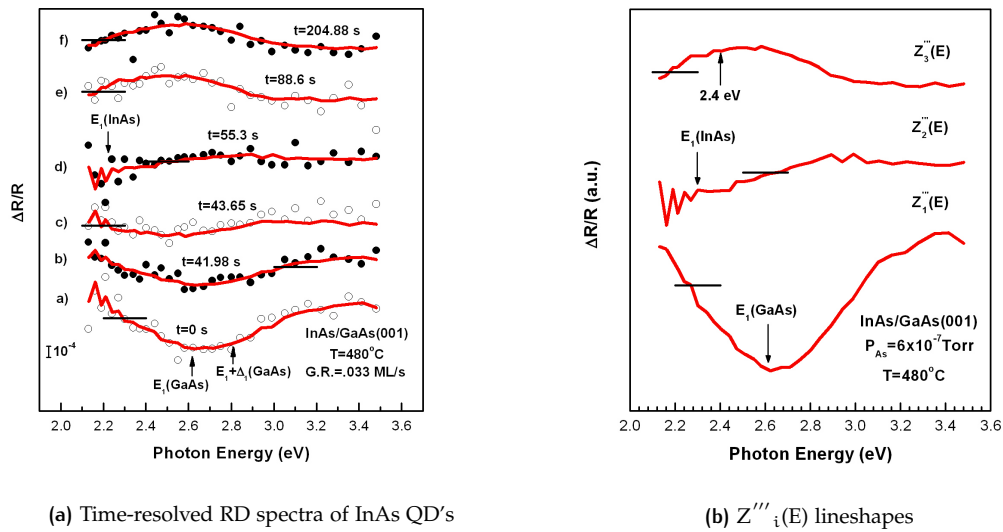 f)
e)
d)
c)
b)
a)
t=204.88 s
t=88.6 s
E₁(InAs)
t=55.3 s
t=43.65 s
t=41.98 s
t=0 s
ΔR/R
10⁻⁴
E₁(GaAs)
E₁+Δ₁(GaAs)
InAs/GaAs(001)
T=480°C
G.R.=.033 ML/s
2.0 2.2 2.4 2.6 2.8 3.0 3.2 3.4 3.6
Photon Energy (eV)
(a) Time-resolved RD spectra of InAs QD's
Z₃'''(E)
2.4 eV
E₁(InAs)
Z₂'''(E)
Z₁'''(E)
ΔR/R (a.u.)
E₁(GaAs)
InAs/GaAs(001)
P_As=6x10⁻⁷Torr
T=480°C
2.0 2.2 2.4 2.6 2.8 3.0 3.2 3.4 3.6
Photon Energy (eV)
(b) Z'''ᵢ(E) lineshapes